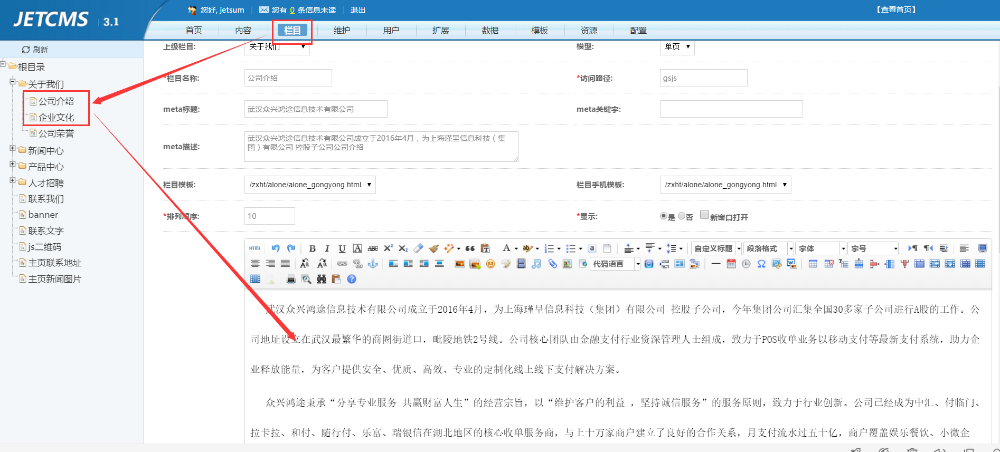 JETCMS 3.1
您好, jetsum
您有 0 条信息未读
退出
【查看首页】
首页 内容 栏目 维护 用户 扩展 数据 模板 资源 配置
刷新
根目录
关于我们
公司介绍
企业文化
公司荣誉
新闻中心
产品中心
人才招聘
联系我们
banner
联系文字
js二维码
主页联系地址
主页新闻图片
上级栏目: 关于我们 模型: 单页
*栏目名称: 公司介绍 *访问路径: gsjs
meta标题: 武汉众兴鸿途信息技术有限公司 meta关键字:
meta描述: 武汉众兴鸿途信息技术有限公司成立于2016年4月，为上海瑾呈信息科技（集
团）有限公司 控股子公司公司介绍
栏目模板: /zxht/alone/alone_gongyong.html 栏目手机模板: /zxht/alone/alone_gongyong.html
*排列顺序: 10 *显示: 是 否 新窗口打开
HTML B I U A ABC X² X₂ A ab 自定义标题 段落格式 字体 字号
代码语言
武汉众兴鸿途信息技术有限公司成立于2016年4月，为上海瑾呈信息科技（集团）有限公司 控股子公司，今年集团公司汇集全国30多家子公司进行A股的工作。公
司地址设立在武汉最繁华的商圈街道口，毗陵地铁2号线。公司核心团队由金融支付行业资深管理人士组成，致力于POS收单业务以移动支付等最新支付系统，助力企
业释放能量，为客户提供安全、优质、高效、专业的定制化线上线下支付解决方案。
众兴鸿途秉承“分享专业服务 共赢财富人生”的经营宗旨，以“维护客户的利益 ，坚持诚信服务”的服务原则，致力于行业创新。公司已经成为中汇、付临门、
拉卡拉、和付、随行付、乐富、瑞银信在湖北地区的核心收单服务商，与上十万家商户建立了良好的合作关系，月支付流水过五十亿，商户覆盖娱乐餐饮、小微企